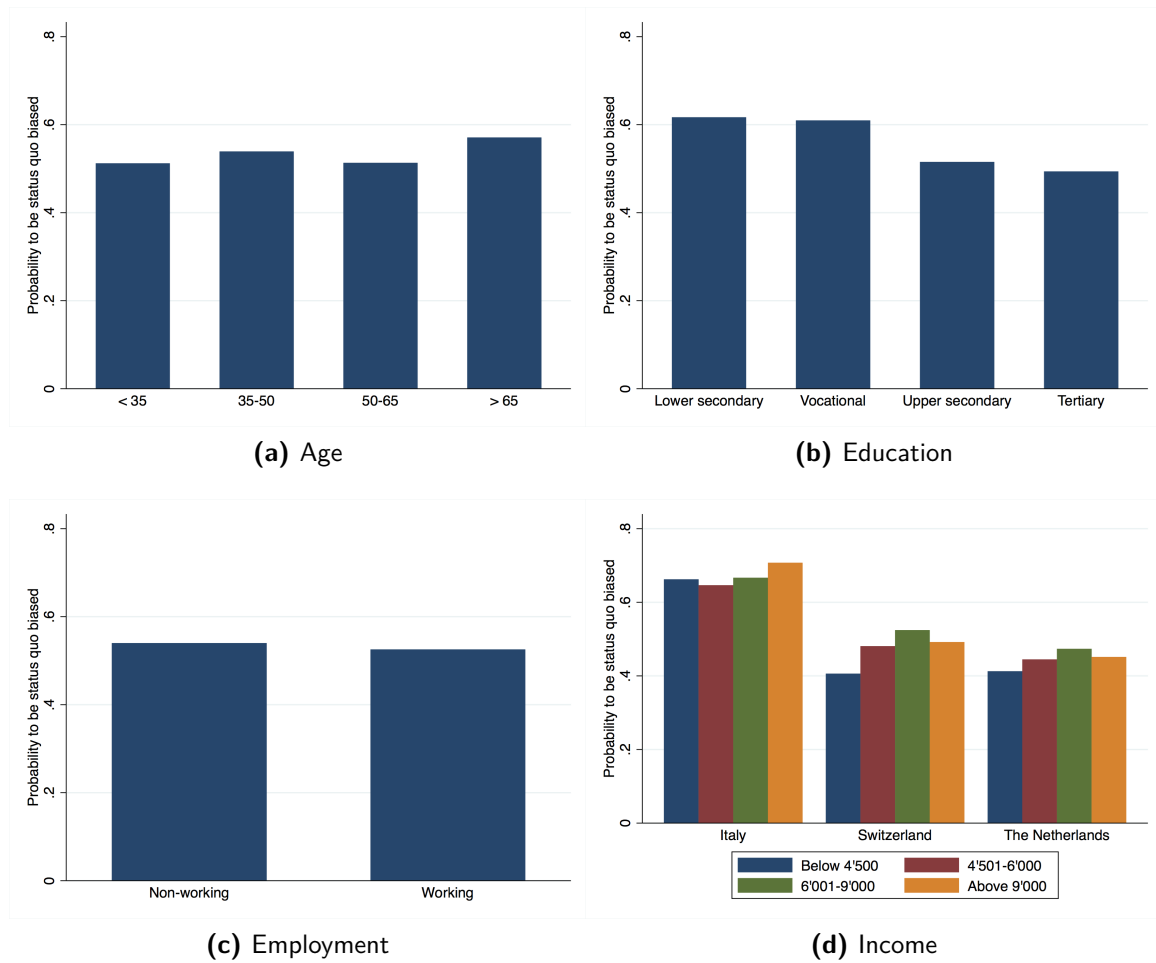 Probability to be status quo biased
.8
.6
.4
.2
0
< 35 35-50 50-65 > 65
(a) Age
Probability to be status quo biased
.8
.6
.4
.2
0
Lower secondary Vocational Upper secondary Tertiary
(b) Education
Probability to be status quo biased
.8
.6
.4
.2
0
Non-working Working
(c) Employment
Probability to be status quo biased
.8
.6
.4
.2
0
Italy Switzerland The Netherlands
Below 4'500 4'501-6'000
6'001-9'000 Above 9'000
(d) Income